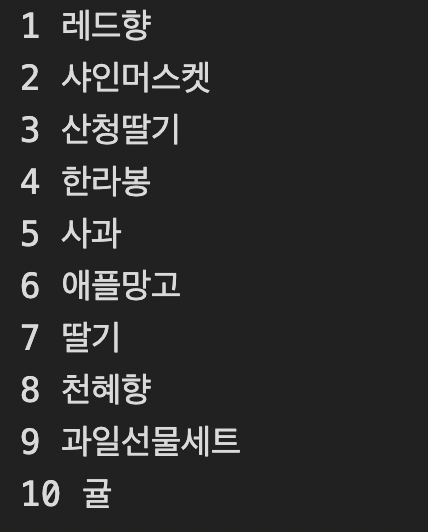 1 레드향
2 샤인머스켓
3 산청딸기
4 한라봉
5 사과
6 애플망고
7 딸기
8 천혜향
9 과일선물세트
10 귤